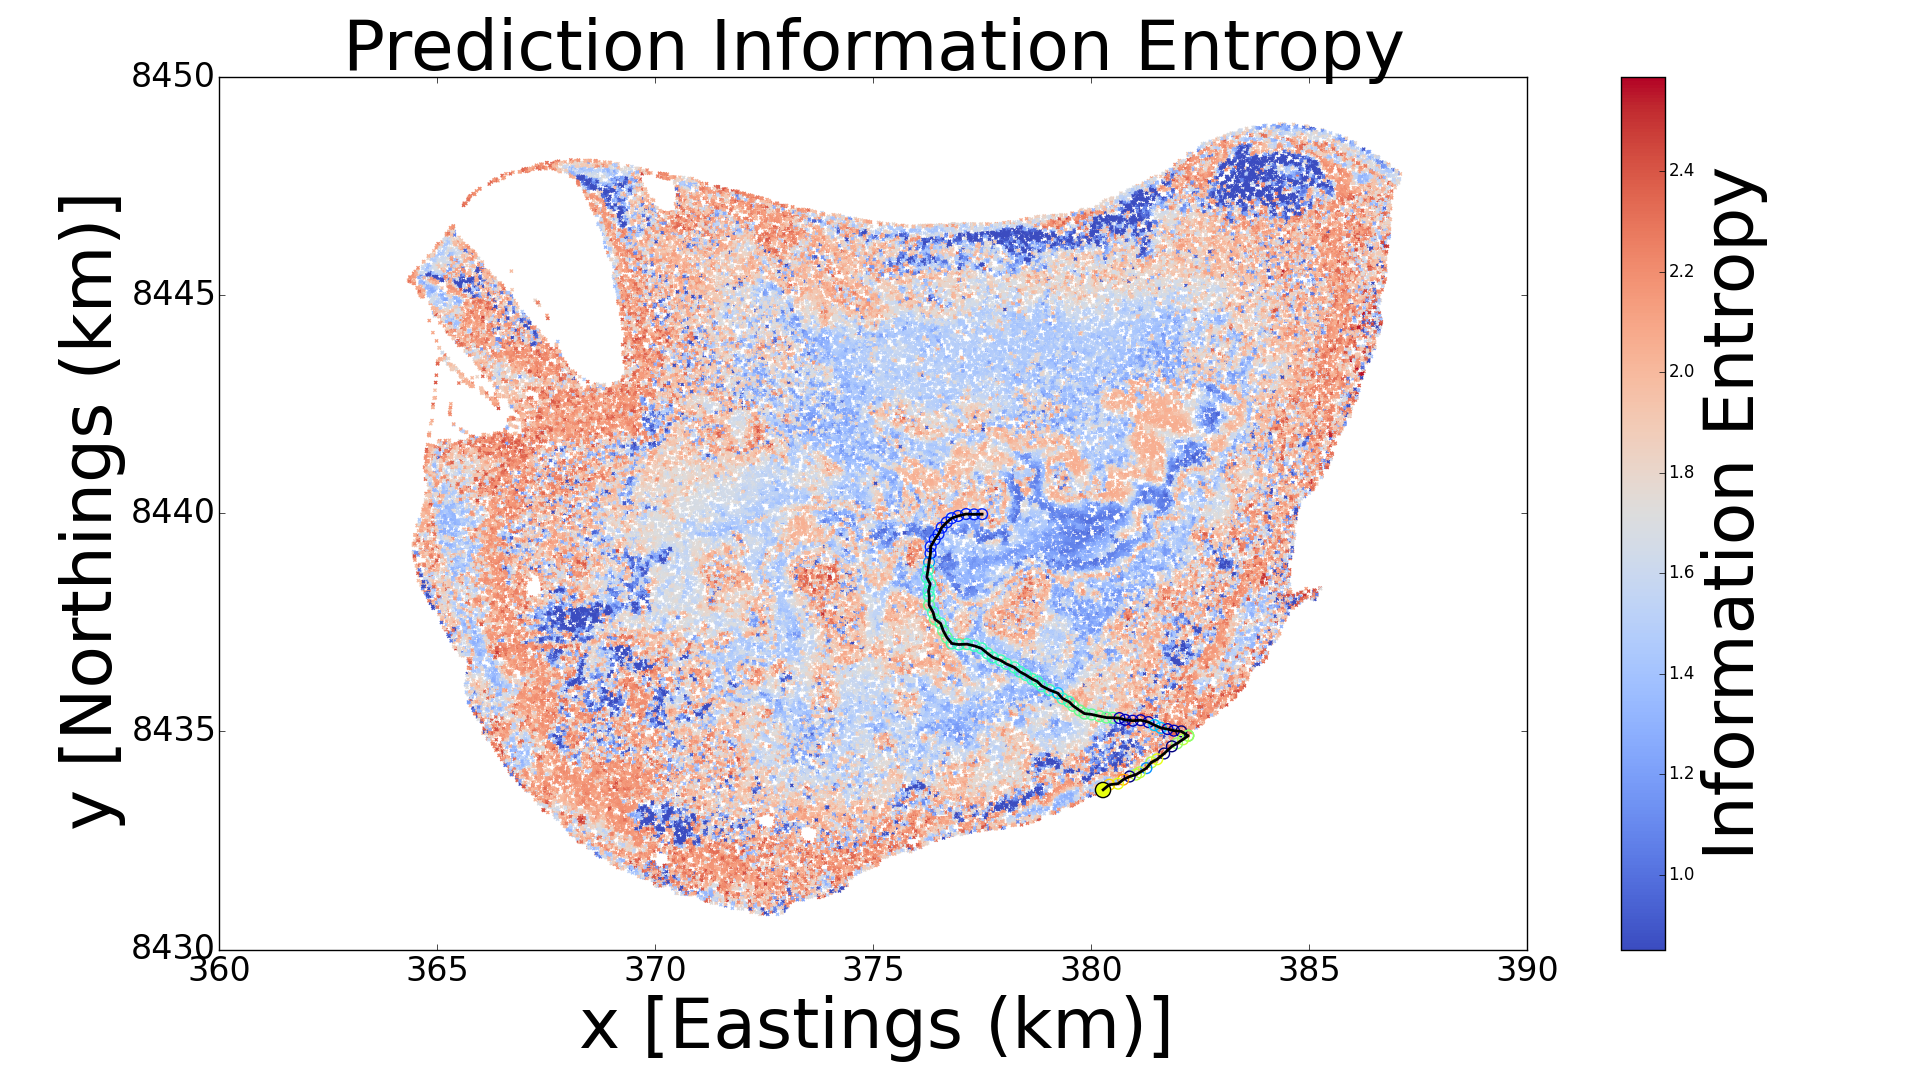 Prediction Information Entropy
8450
8445
8440
8435
8430
360 365 370 375 380 385 390
x [Eastings (km)]
y [Northings (km)]
2.4
2.2
2.0
1.8
1.6
1.4
1.2
1.0
Information Entropy